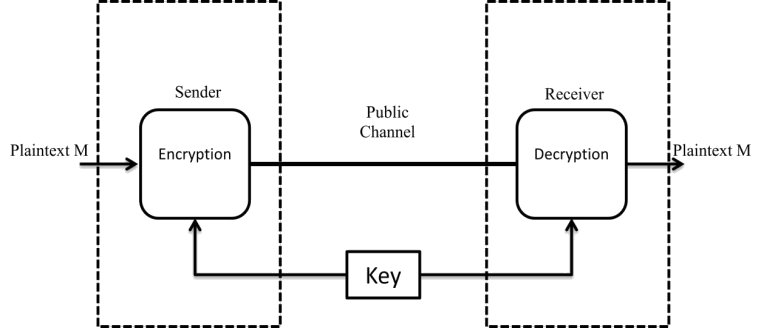 Sender
Receiver
Public
Channel
Plaintext M
Encryption
Decryption
Plaintext M
Key